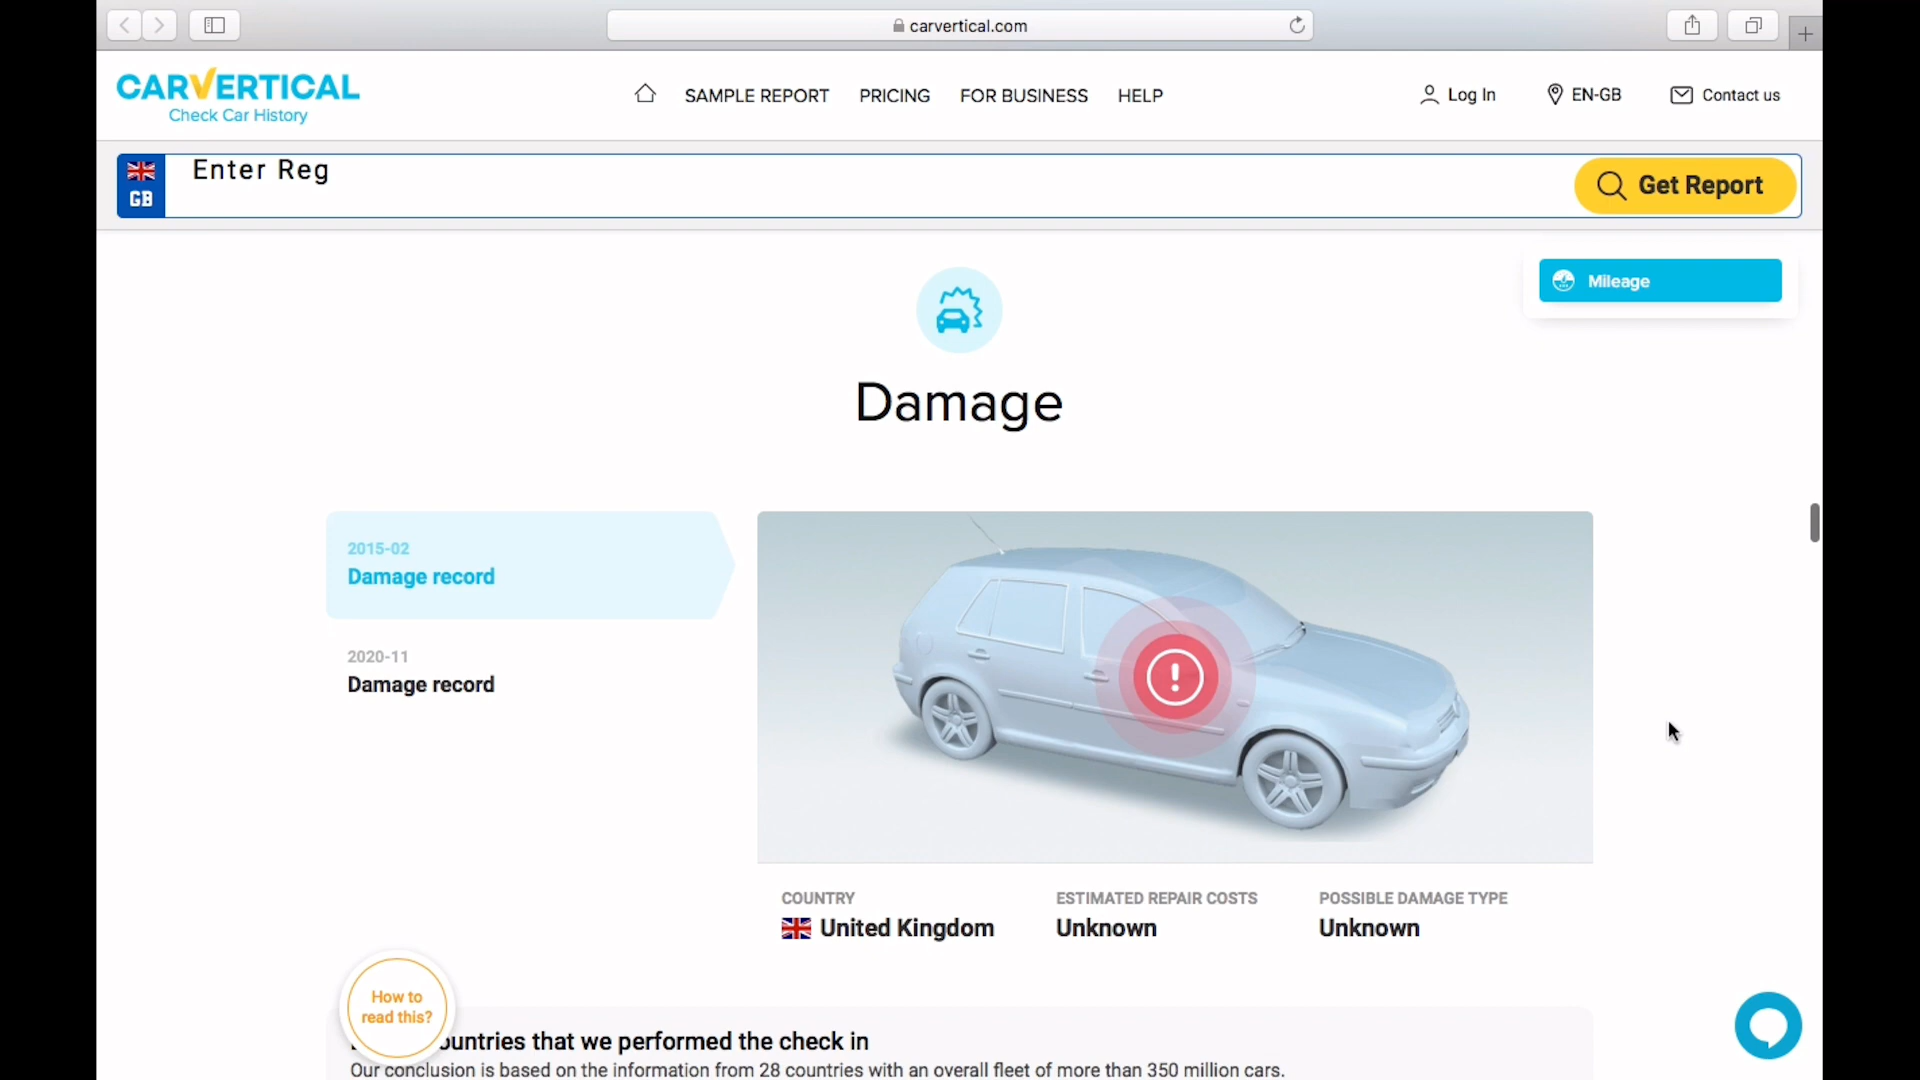 carvertical.com
CARVERTICAL
Check Car History
SAMPLE REPORT
PRICING
FOR BUSINESS
HELP
Log In
EN-GB
Contact us
GB
Enter Reg
Get Report
Mileage
Damage
2015-02
Damage record
2020-11
Damage record
COUNTRY
United Kingdom
ESTIMATED REPAIR COSTS
Unknown
POSSIBLE DAMAGE TYPE
Unknown
How to
read this?
that we performed the check in
Our conclusion is based on the information from 28 countries with an overall fleet of more than 350 million cars.